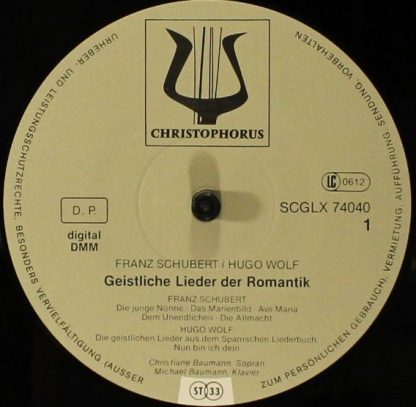 CHRISTOPHORUS
D. P.
digital
DMM
LC 0612
SCGLX 74040
1
FRANZ SCHUBERT / HUGO WOLF
Geistliche Lieder der Romantik
FRANZ SCHUBERT
Die junge Nonne · Das Marienbild · Ave Maria
Dem Unendlichen · Die Allmacht
HUGO WOLF
Die geistlichen Lieder aus dem Spanischen Liederbuch
Nun bin ich dein
Christiane Baumann, Sopran
Michael Baumann, Klavier
ST 33
URHEBER- UND LEISTUNGSSCHUTZRECHTE, BESONDERS VERVIELFÄLTIGUNG (AUSSER
ZUM PERSÖNLICHEN GEBRAUCH), VERMIETUNG, AUFFÜHRUNG, SENDUNG, VORBEHALTEN